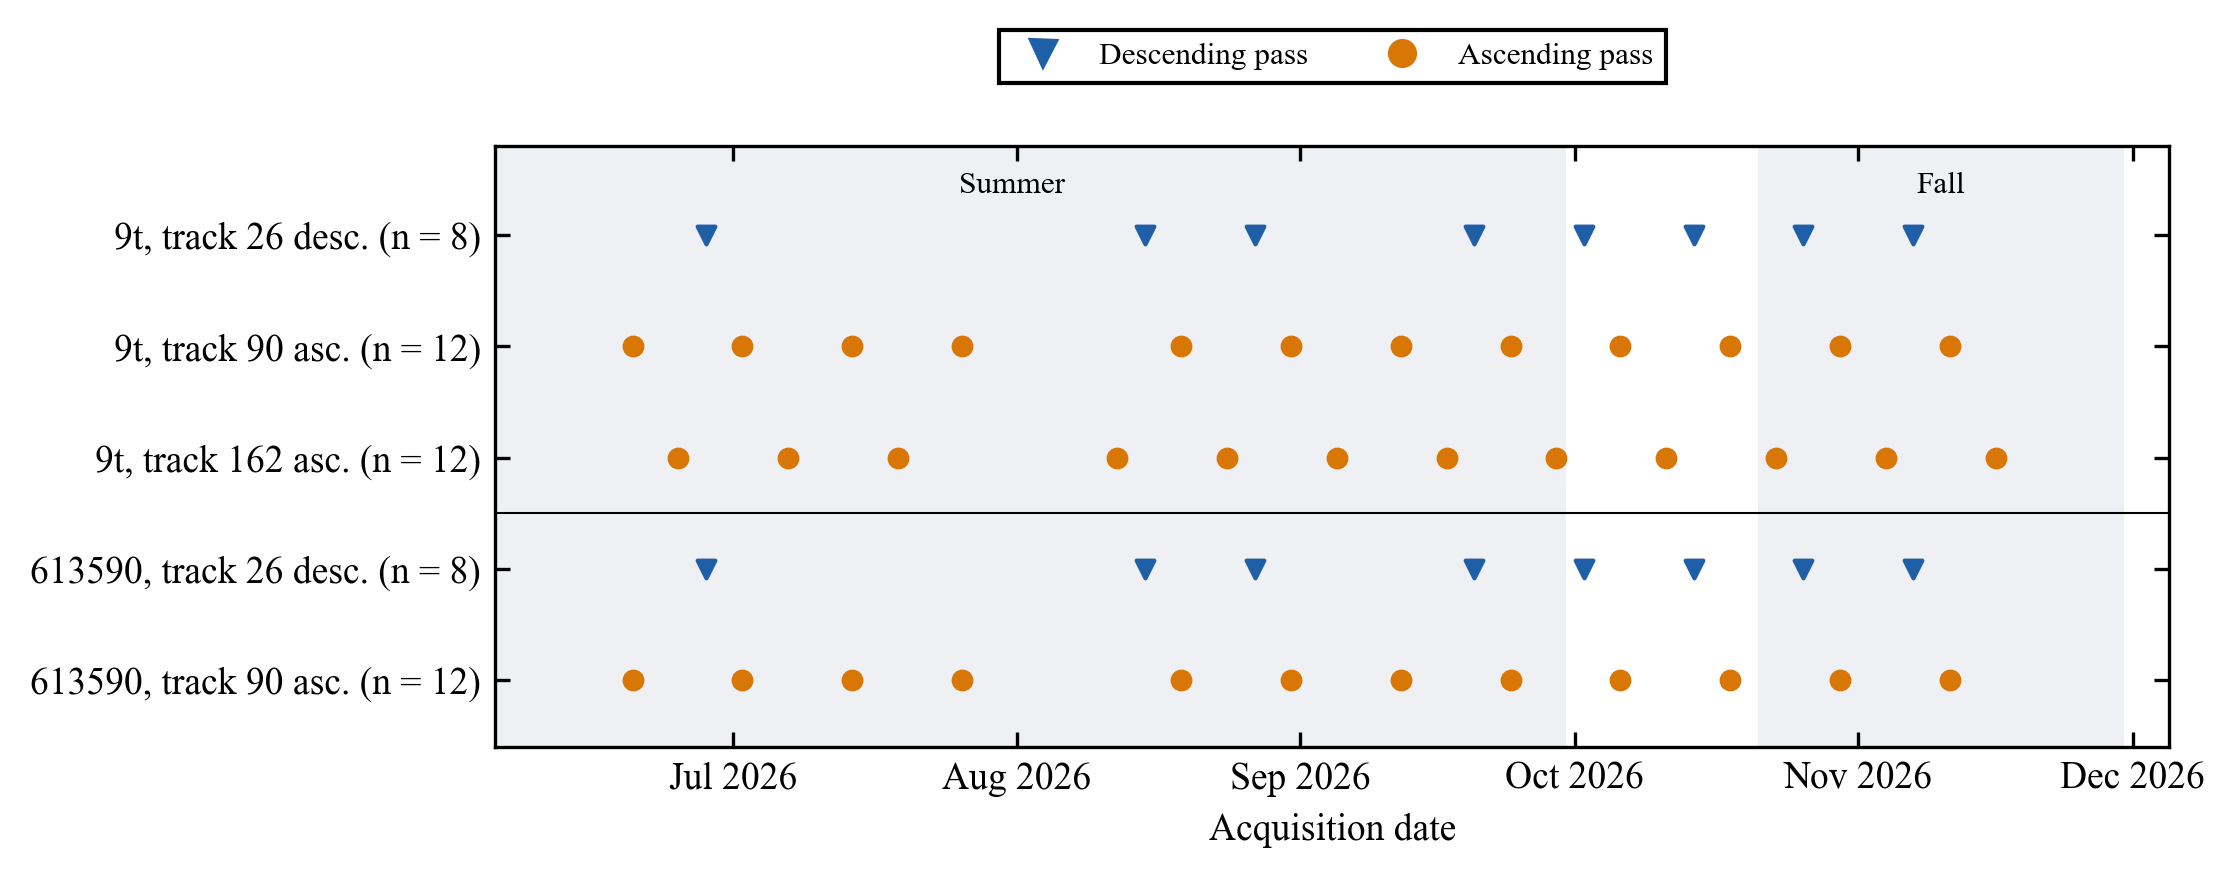 Descending pass
Ascending pass
Summer
Fall
9t, track 26 desc. (n = 8)
9t, track 90 asc. (n = 12)
9t, track 162 asc. (n = 12)
613590, track 26 desc. (n = 8)
613590, track 90 asc. (n = 12)
Jul 2026
Aug 2026
Sep 2026
Oct 2026
Nov 2026
Dec 2026
Acquisition date